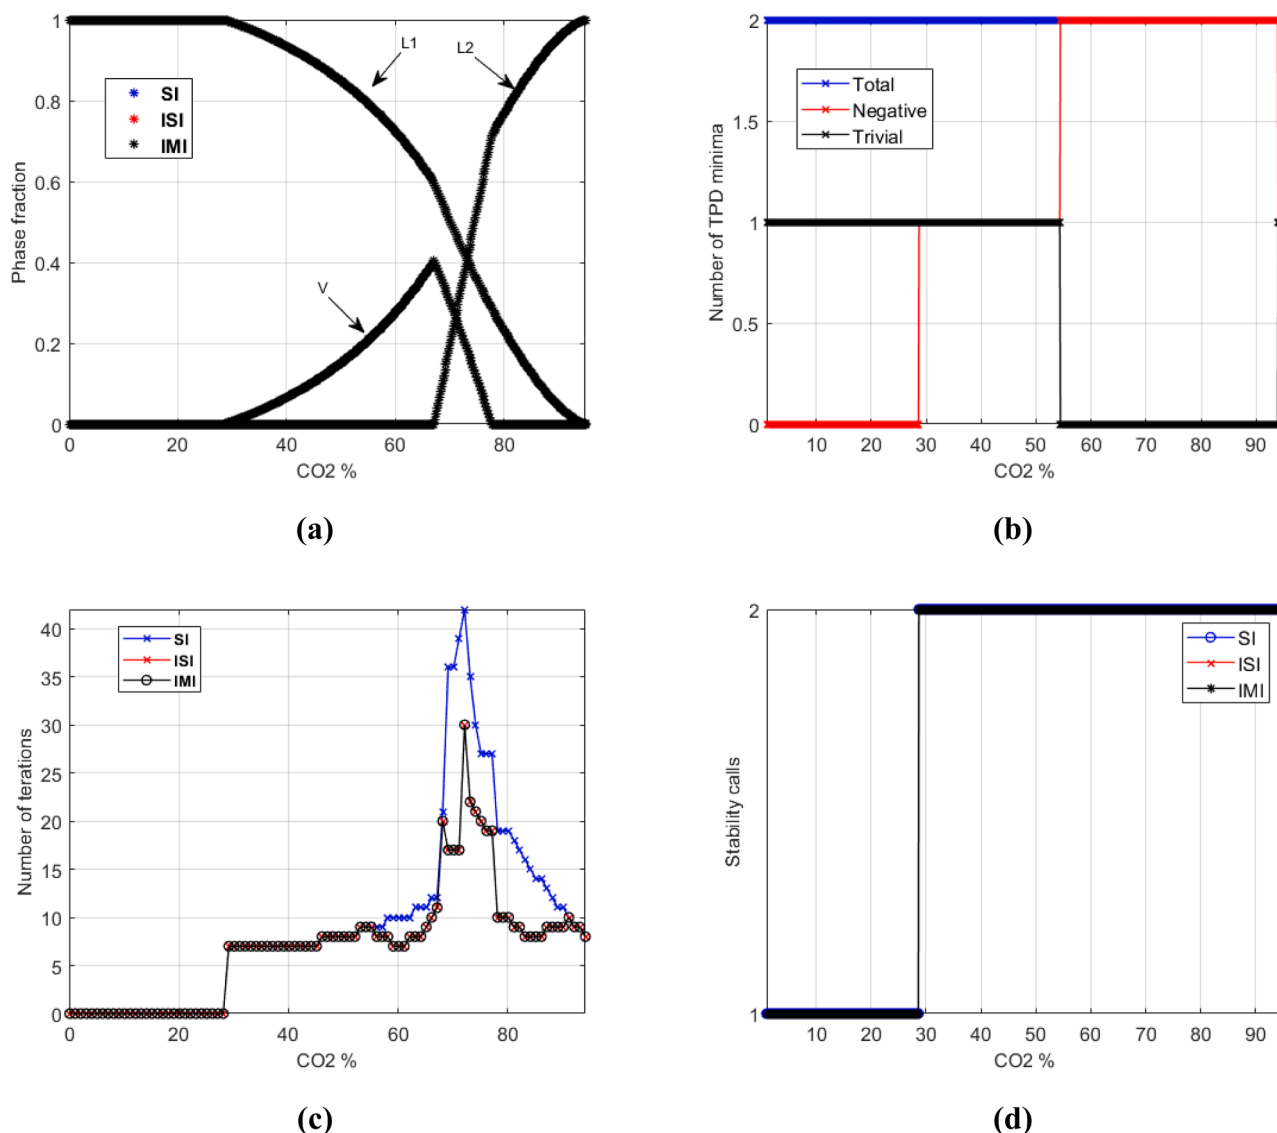 1
0.8
0.6
0.4
0.2
0
Phase fraction
SI
ISI
IMI
L1
L2
V
0 20 40 60 80
CO2 %
(a)
2
1.5
1
0.5
0
Number of TPD minima
Total
Negative
Trivial
10 20 30 40 50 60 70 80 90
CO2 %
(b)
40
35
30
25
20
15
10
5
0
Number of terations
SI
ISI
IMI
0 20 40 60 80
CO2 %
(c)
2
1
Stability calls
SI
ISI
IMI
10 20 30 40 50 60 70 80 90
CO2 %
(d)